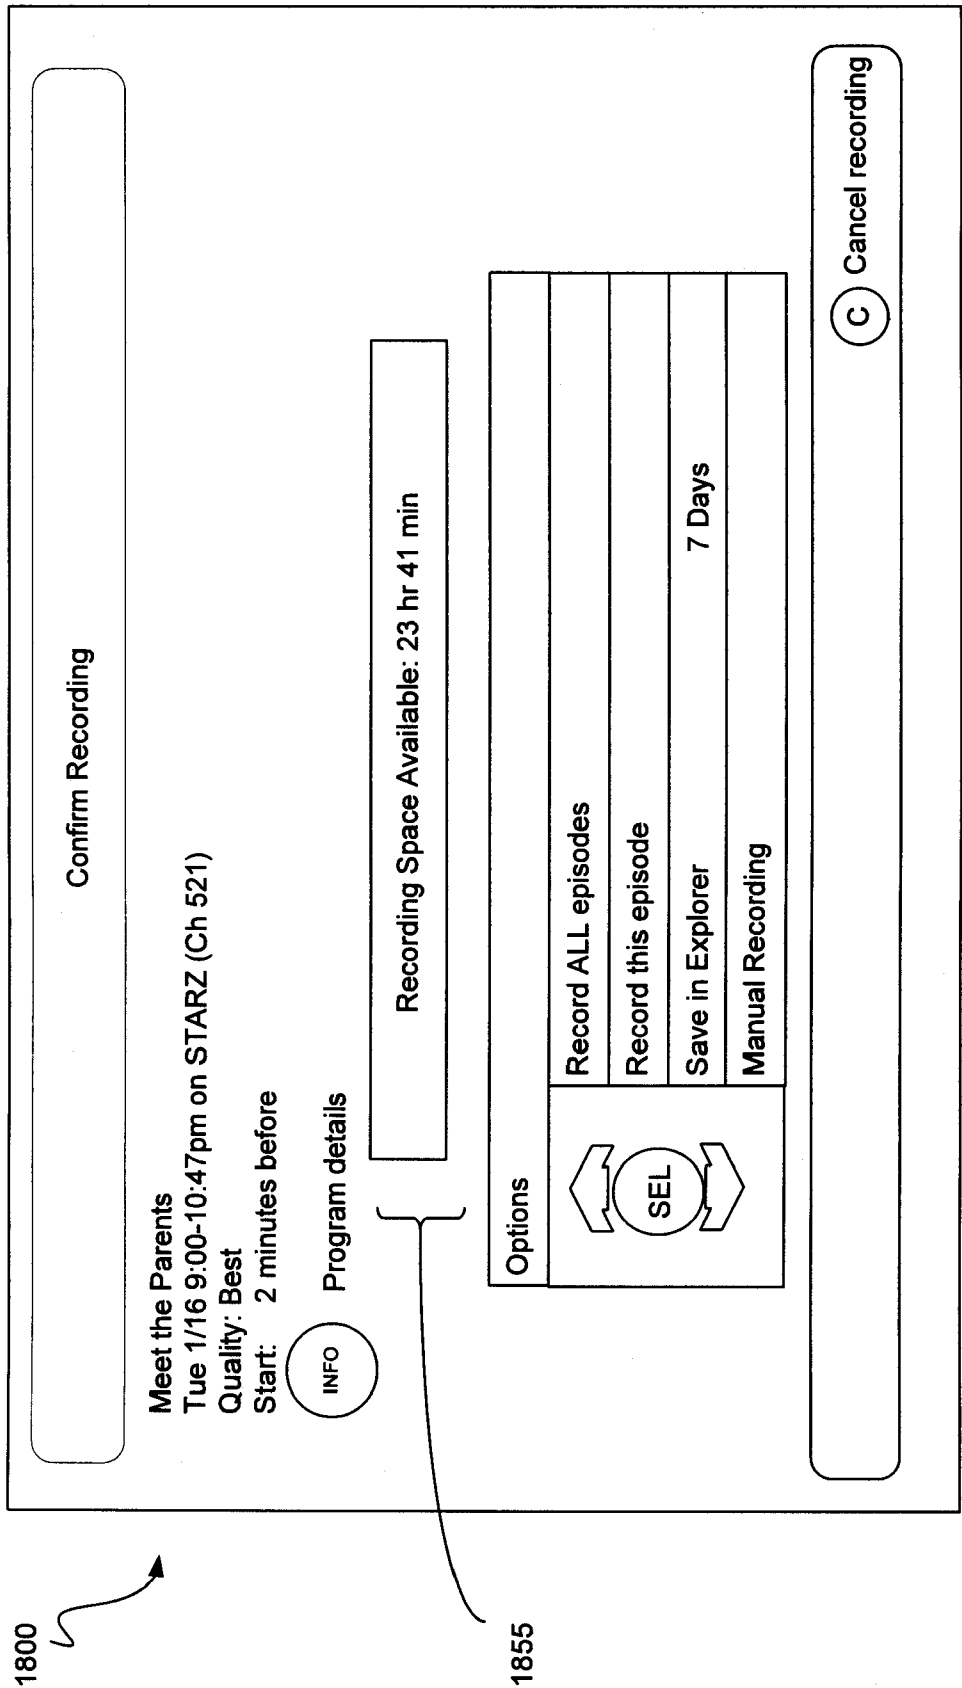 1800
Confirm Recording
Meet the Parents
Tue 1/16 9:00-10:47pm on STARZ (Ch 521)
Quality: Best
Start: 2 minutes before
INFO Program details
Recording Space Available: 23 hr 41 min
1855
Options
SEL
Record ALL episodes
Record this episode
Save in Explorer 7 Days
Manual Recording
C Cancel recording